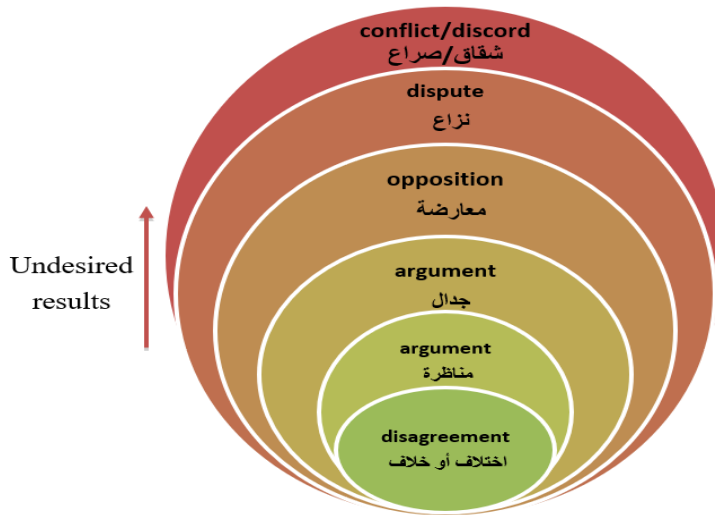 conflict/discord
شقاق/صراع
dispute
نزاع
opposition
معارضة
argument
جدال
argument
مناظرة
disagreement
اختلاف أو خلاف
Undesired
results